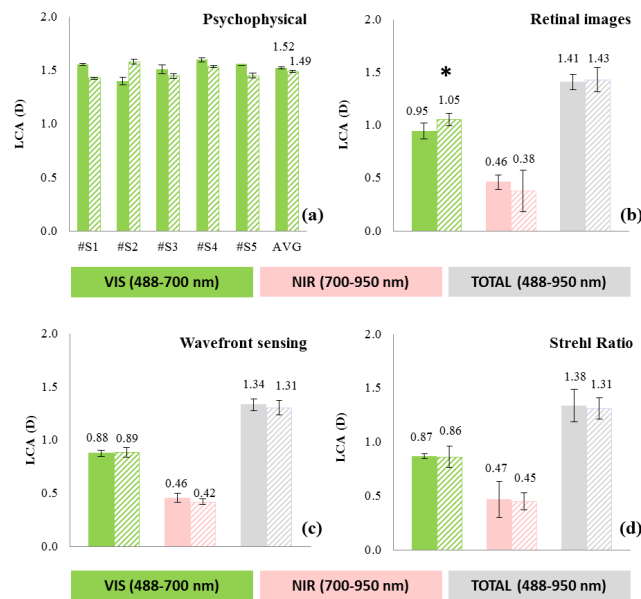 Psychophysical
2.0
1.5
1.0
0.5
0.0
LCA (D)
1.52
1.49
(a)
#S1 #S2 #S3 #S4 #S5 AVG
Retinal images
2.0
1.5
1.0
0.5
0.0
LCA (D)
*
0.95 1.05
0.46 0.38
1.41 1.43
(b)
VIS (488-700 nm) NIR (700-950 nm) TOTAL (488-950 nm)
Wavefront sensing
2.0
1.5
1.0
0.5
0.0
LCA (D)
0.88 0.89
0.46 0.42
1.34 1.31
(c)
Strehl Ratio
2.0
1.5
1.0
0.5
0.0
LCA (D)
0.87 0.86
0.47 0.45
1.38 1.31
(d)
VIS (488-700 nm) NIR (700-950 nm) TOTAL (488-950 nm)